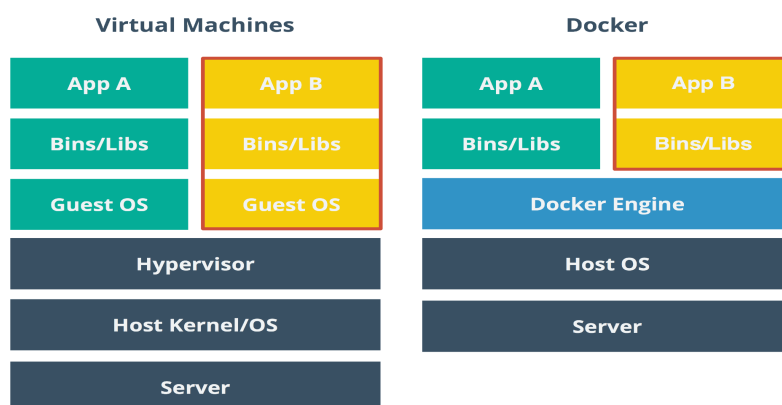 Virtual Machines
App A
App B
Bins/Libs
Bins/Libs
Guest OS
Guest OS
Hypervisor
Host Kernel/OS
Server
Docker
App A
App B
Bins/Libs
Bins/Libs
Docker Engine
Host OS
Server